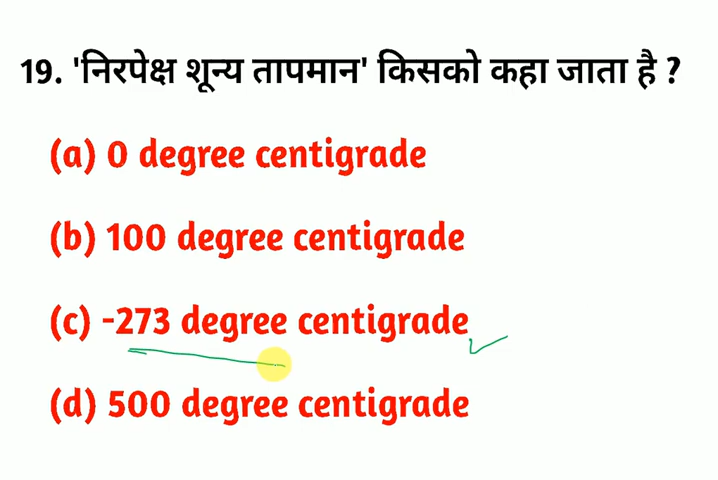 19. 'निरपेक्ष शून्य तापमान' किसको कहा जाता है ?
(a) 0 degree centigrade
(b) 100 degree centigrade
(c) -273 degree centigrade
(d) 500 degree centigrade